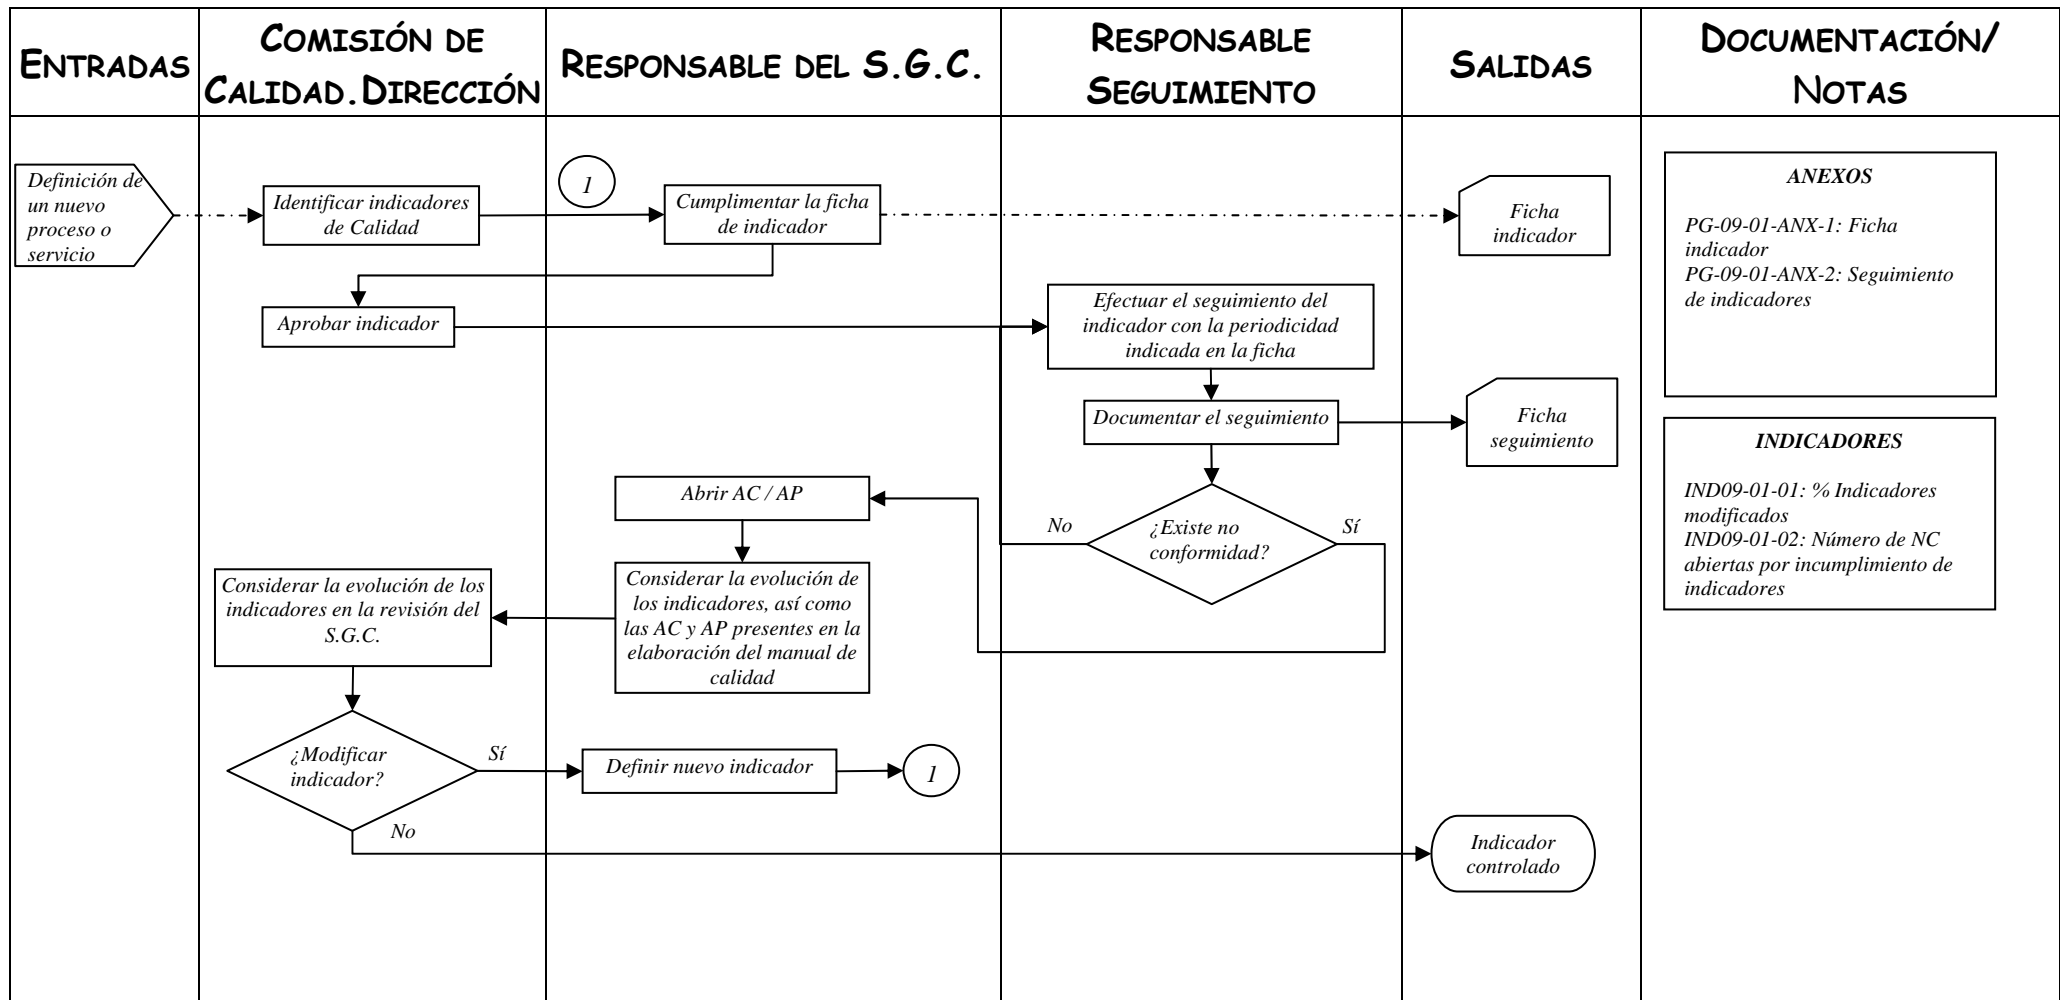 ENTRADAS
COMISIÓN DE
CALIDAD. DIRECCIÓN
RESPONSABLE DEL S.G.C.
RESPONSABLE
SEGUIMIENTO
SALIDAS
DOCUMENTACIÓN/
NOTAS
Definición de
un nuevo
proceso o
servicio
Identificar indicadores
de Calidad
1
Cumplimentar la ficha
de indicador
Ficha
indicador
ANEXOS
PG-09-01-ANX-1: Ficha
indicador
PG-09-01-ANX-2: Seguimiento
de indicadores
Aprobar indicador
Efectuar el seguimiento del
indicador con la periodicidad
indicada en la ficha
Documentar el seguimiento
Ficha
seguimiento
INDICADORES
IND09-01-01: % Indicadores
modificados
IND09-01-02: Número de NC
abiertas por incumplimiento de
indicadores
Abrir AC / AP
No
¿Existe no
conformidad?
Sí
Considerar la evolución de
los indicadores, así como
las AC y AP presentes en la
elaboración del manual de
calidad
Considerar la evolución de los
indicadores en la revisión del
S.G.C.
¿Modificar
indicador?
Sí
Definir nuevo indicador
1
No
Indicador
controlado